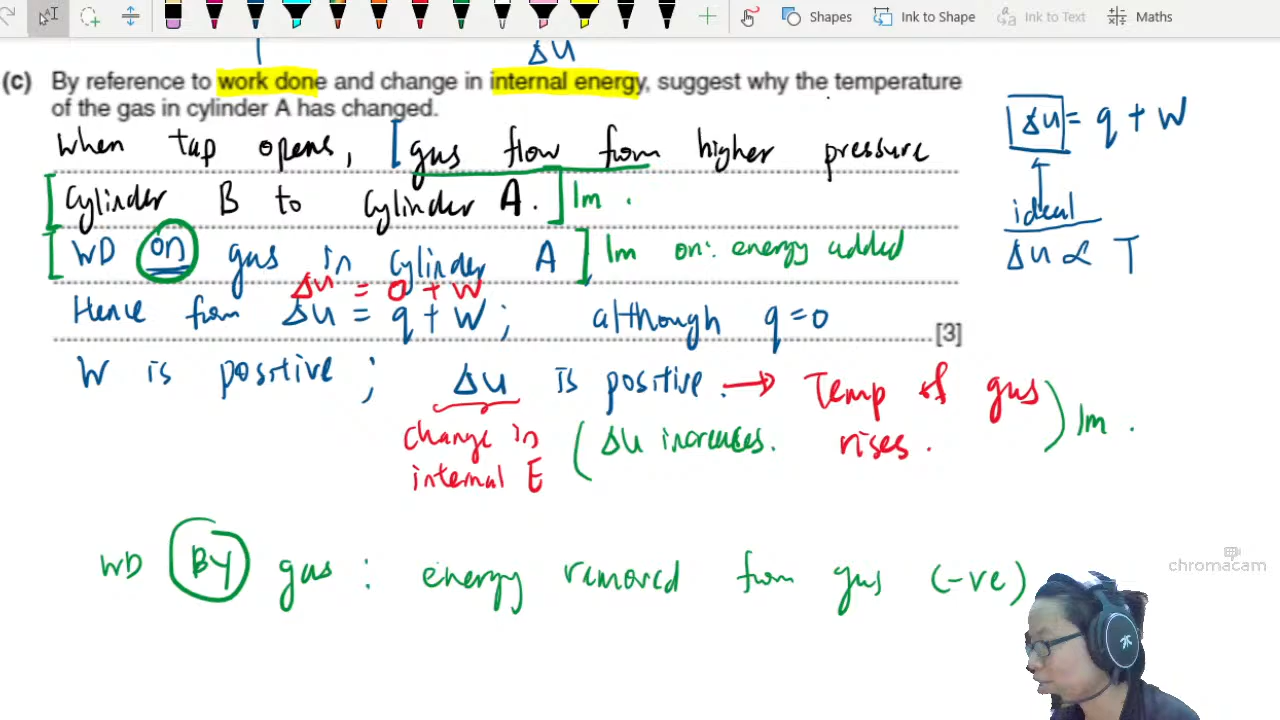 Shapes Ink to Shape Ink to Text Maths
T ΔU
(c) By reference to work done and change in internal energy, suggest why the temperature
of the gas in cylinder A has changed.
When tap opens, [gas flow from higher pressure
[Cylinder B to Cylinder A.] 1m.
[WD on gas in Cylinder A] 1m on: energy added
ΔU = 0 + W
Hence from ΔU = q + W; although q=0
[3]
W is positive; ΔU is positive. → Temp of gas
rises.
change in
internal E
(ΔU increases. ) 1m.
WD BY gas: energy removed from gas (-ve)
ΔU = q + W
ideal
ΔU ∝ T
chromacam